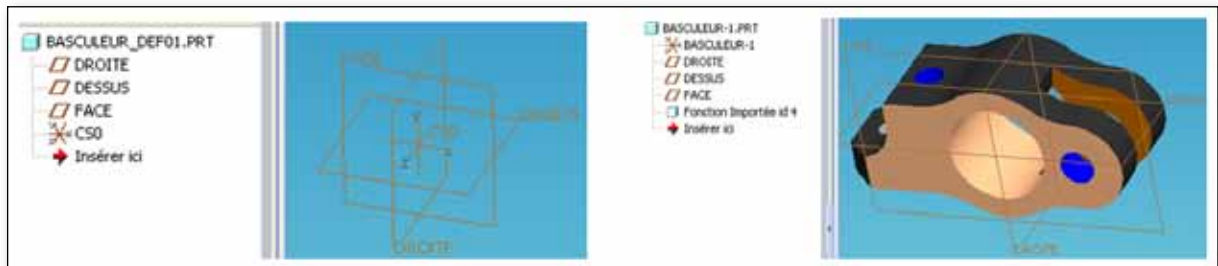 BASCULEUR_DEF01.PRT
DROITE
DESSUS
FACE
CS0
Insérer ici
DROITE
BASCULEUR-1.PRT
BASCULEUR-1
DROITE
DESSUS
FACE
Fonction Importée id 4
Insérer ici
DROITE